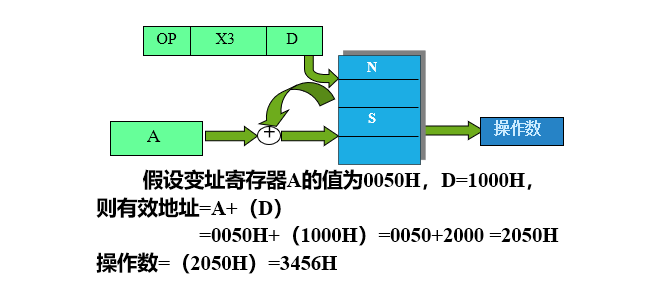 OP X3 D
N
S
A
+
操作数
假设变址寄存器A的值为0050H，D=1000H，
则有效地址=A+（D）
=0050H+（1000H）=0050+2000 =2050H
操作数=（2050H）=3456H